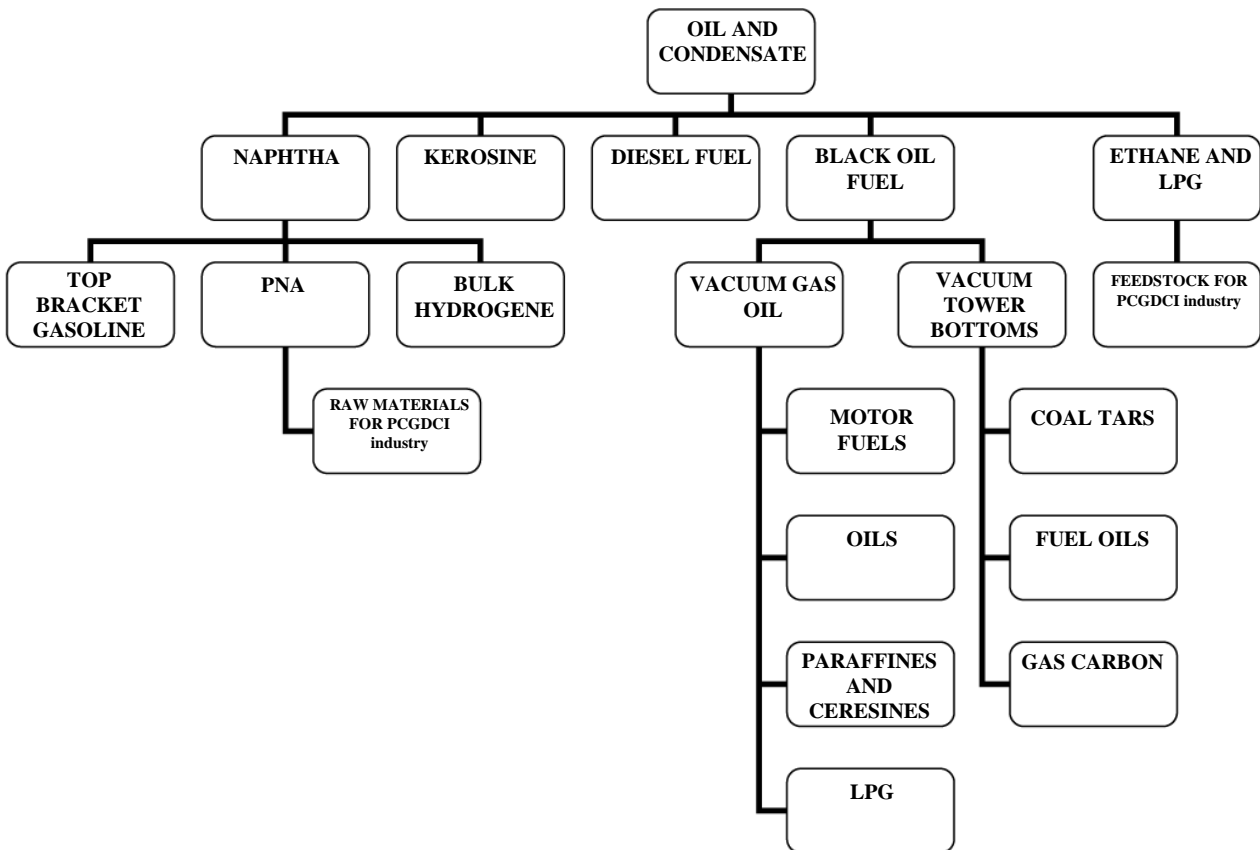 OIL AND
CONDENSATE
NAPHTHA
KEROSINE
DIESEL FUEL
BLACK OIL
FUEL
ETHANE AND
LPG
TOP
BRACKET
GASOLINE
PNA
BULK
HYDROGENE
VACUUM GAS
OIL
VACUUM
TOWER
BOTTOMS
FEEDSTOCK FOR
PCGDCI industry
RAW MATERIALS
FOR PCGDCI
industry
MOTOR
FUELS
COAL TARS
OILS
FUEL OILS
PARAFFINES
AND
CERESINES
GAS CARBON
LPG